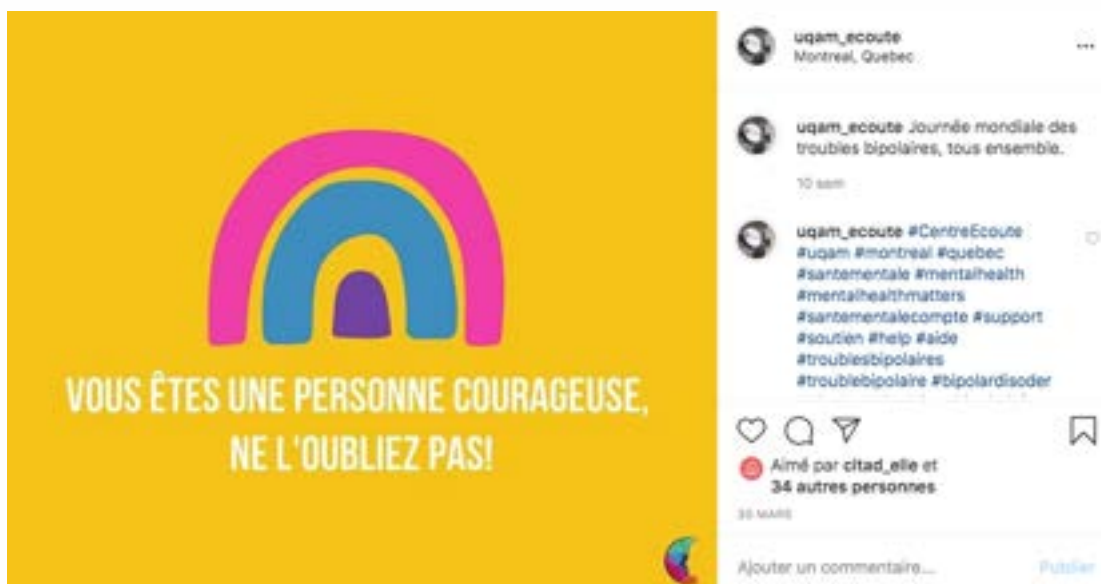 VOUS ÊTES UNE PERSONNE COURAGEUSE,
NE L'OUBLIEZ PAS!
uqam_ecoute
Montreal, Quebec
uqam_ecoute Journée mondiale des
troubles bipolaires, tous ensemble.
10 sem
uqam_ecoute #CentreEcoute
#uqam #montreal #quebec
#santementale #mentalhealth
#mentalhealthmatters
#santementalecompte #support
#soutien #help #aide
#troublesbipolaires
#troublebipolaire #bipolardisoder
Aimé par citad_elle et
34 autres personnes
30 MARS
Ajouter un commentaire...
Publier